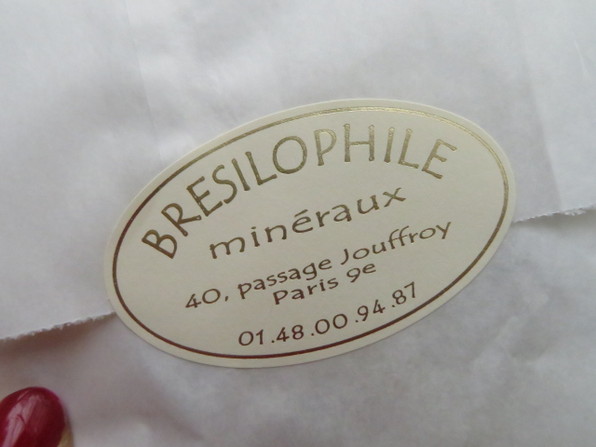 BRESILOPHILE
minéraux
40, passage Jouffroy
Paris 9e
01.48.00.94.87